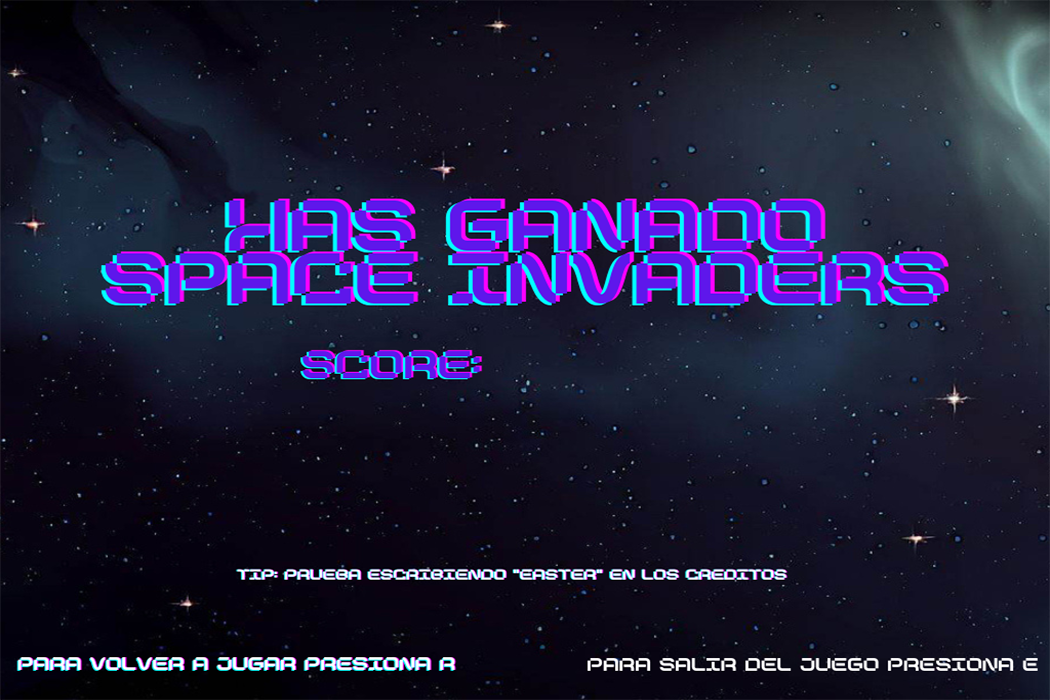 HAS GANADO
SPACE INVADERS
SCORE:
TIP: PRUEBA ESCRIBIENDO "EASTER" EN LOS CREDITOS
PARA VOLVER A JUGAR PRESIONA R
PARA SALIR DEL JUEGO PRESIONA E